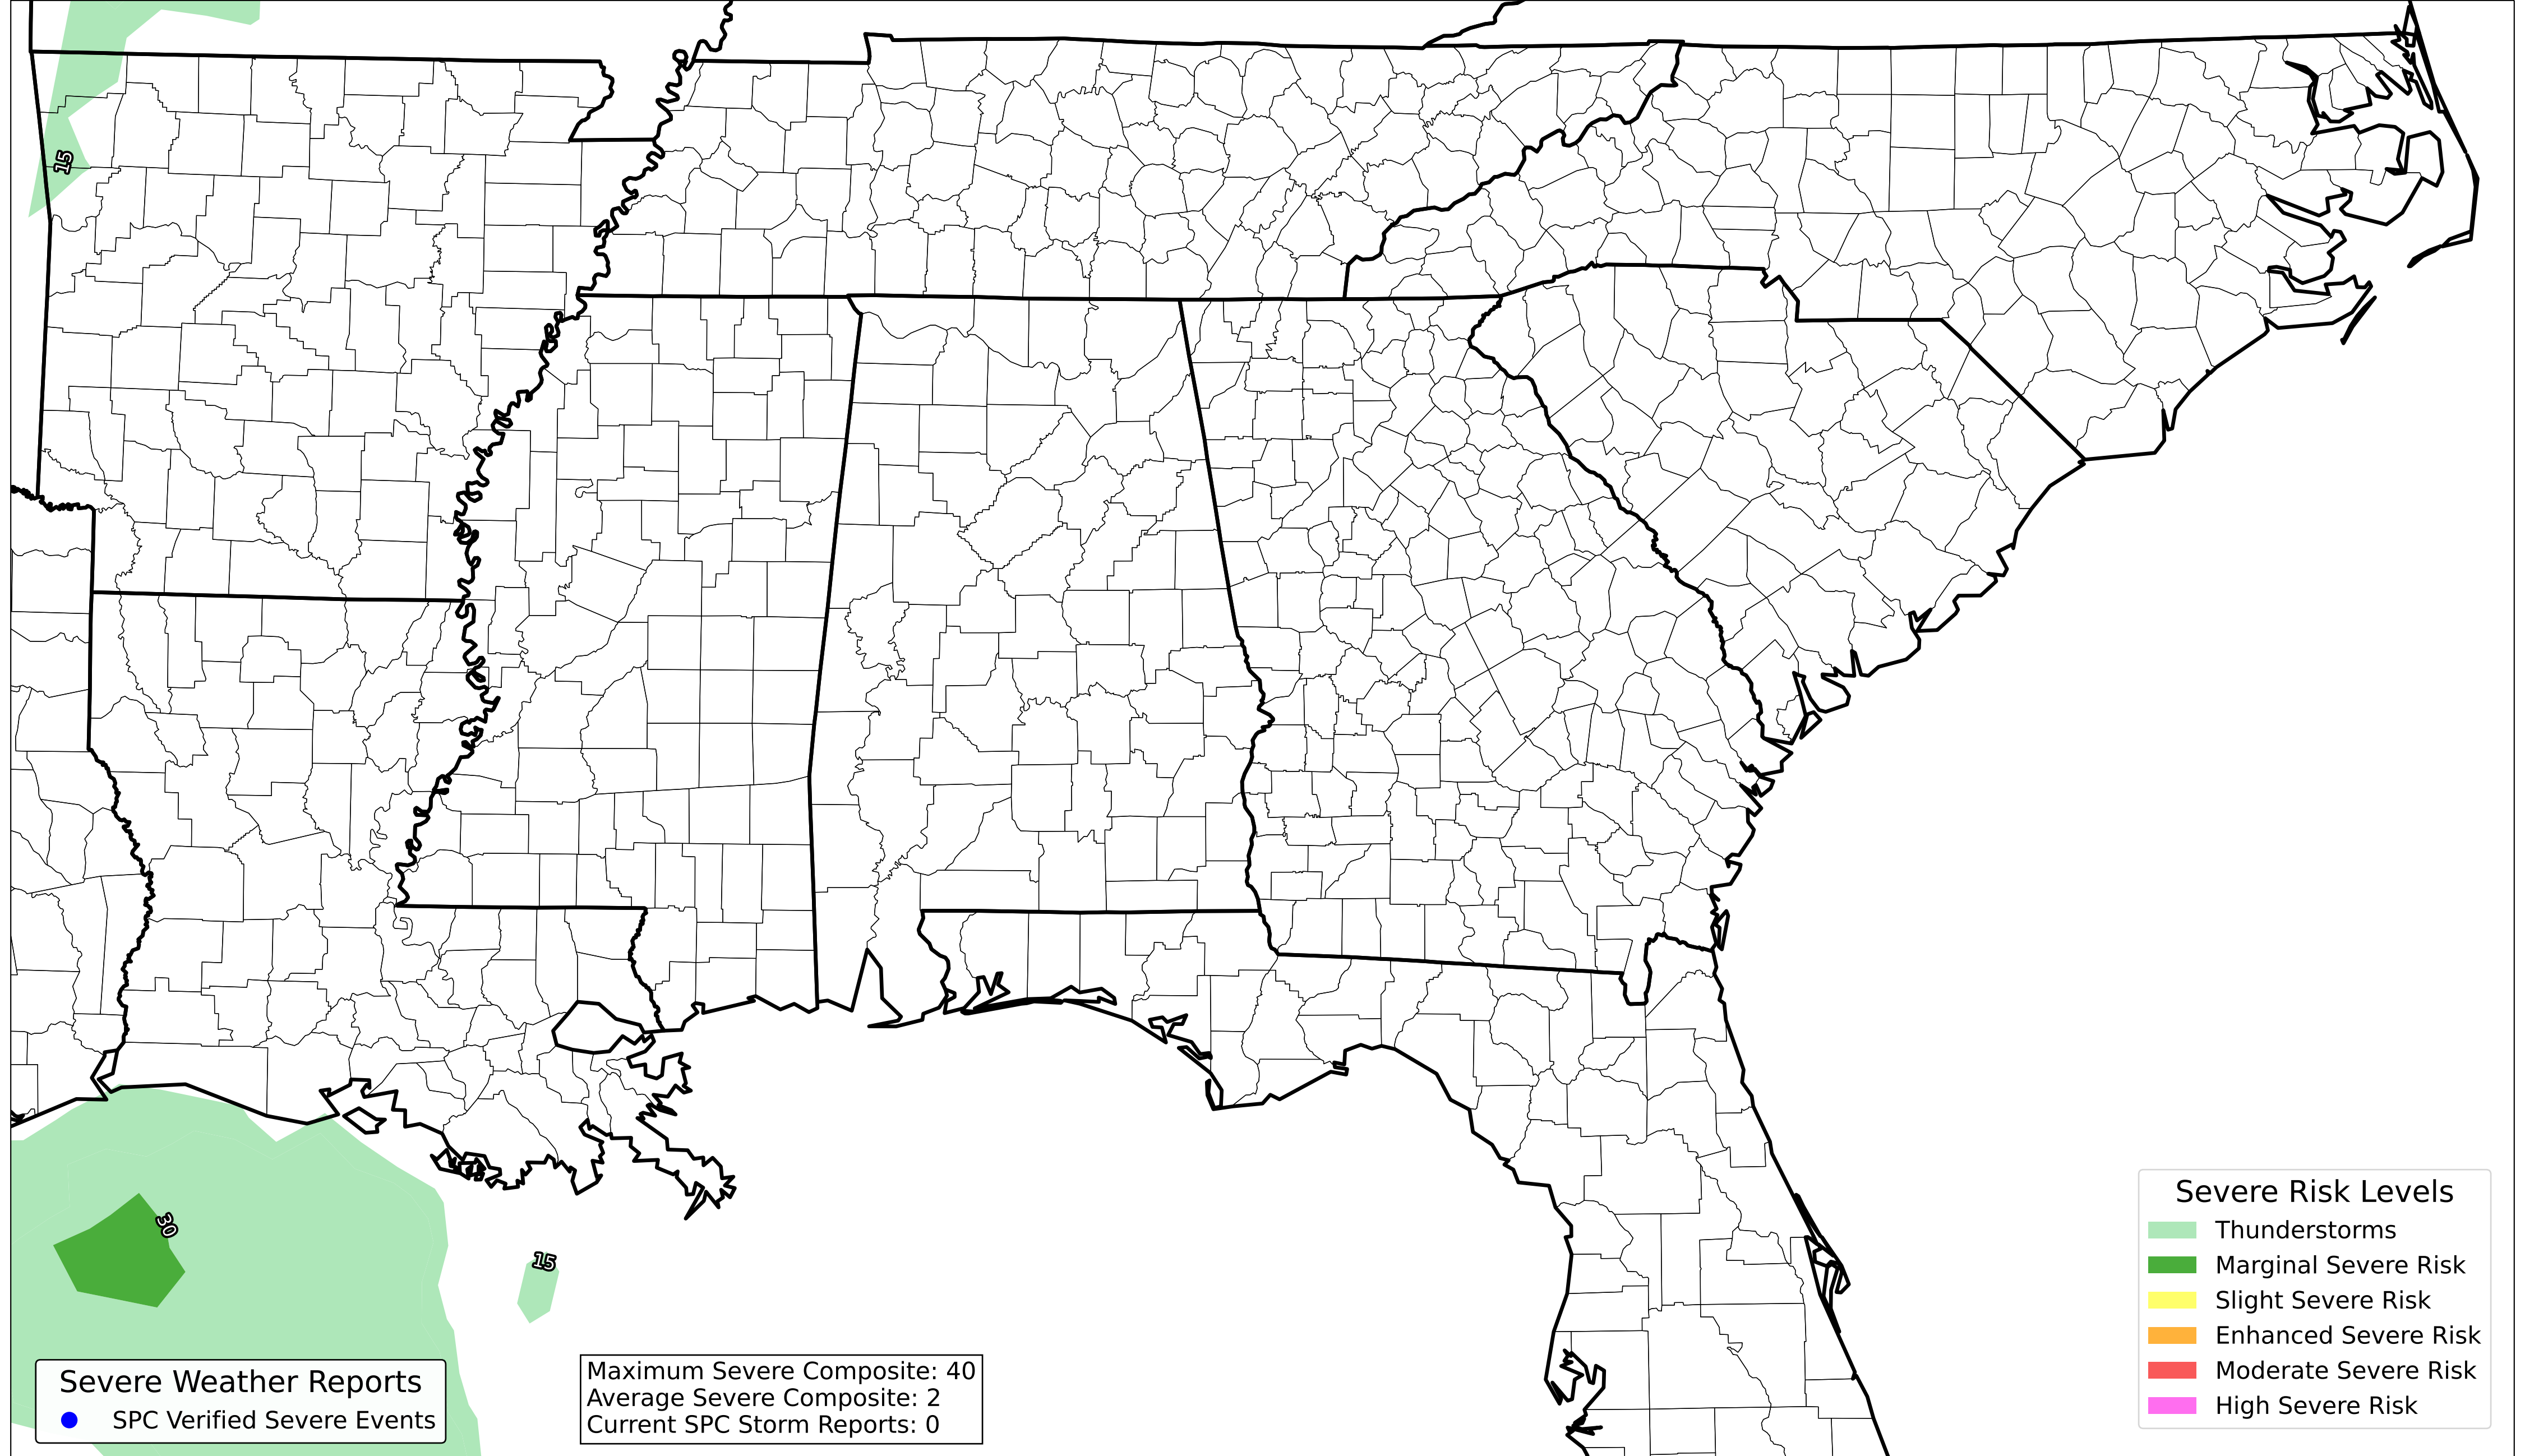 15
30
15
Severe Weather Reports
SPC Verified Severe Events
Maximum Severe Composite: 40
Average Severe Composite: 2
Current SPC Storm Reports: 0
Severe Risk Levels
Thunderstorms
Marginal Severe Risk
Slight Severe Risk
Enhanced Severe Risk
Moderate Severe Risk
High Severe Risk